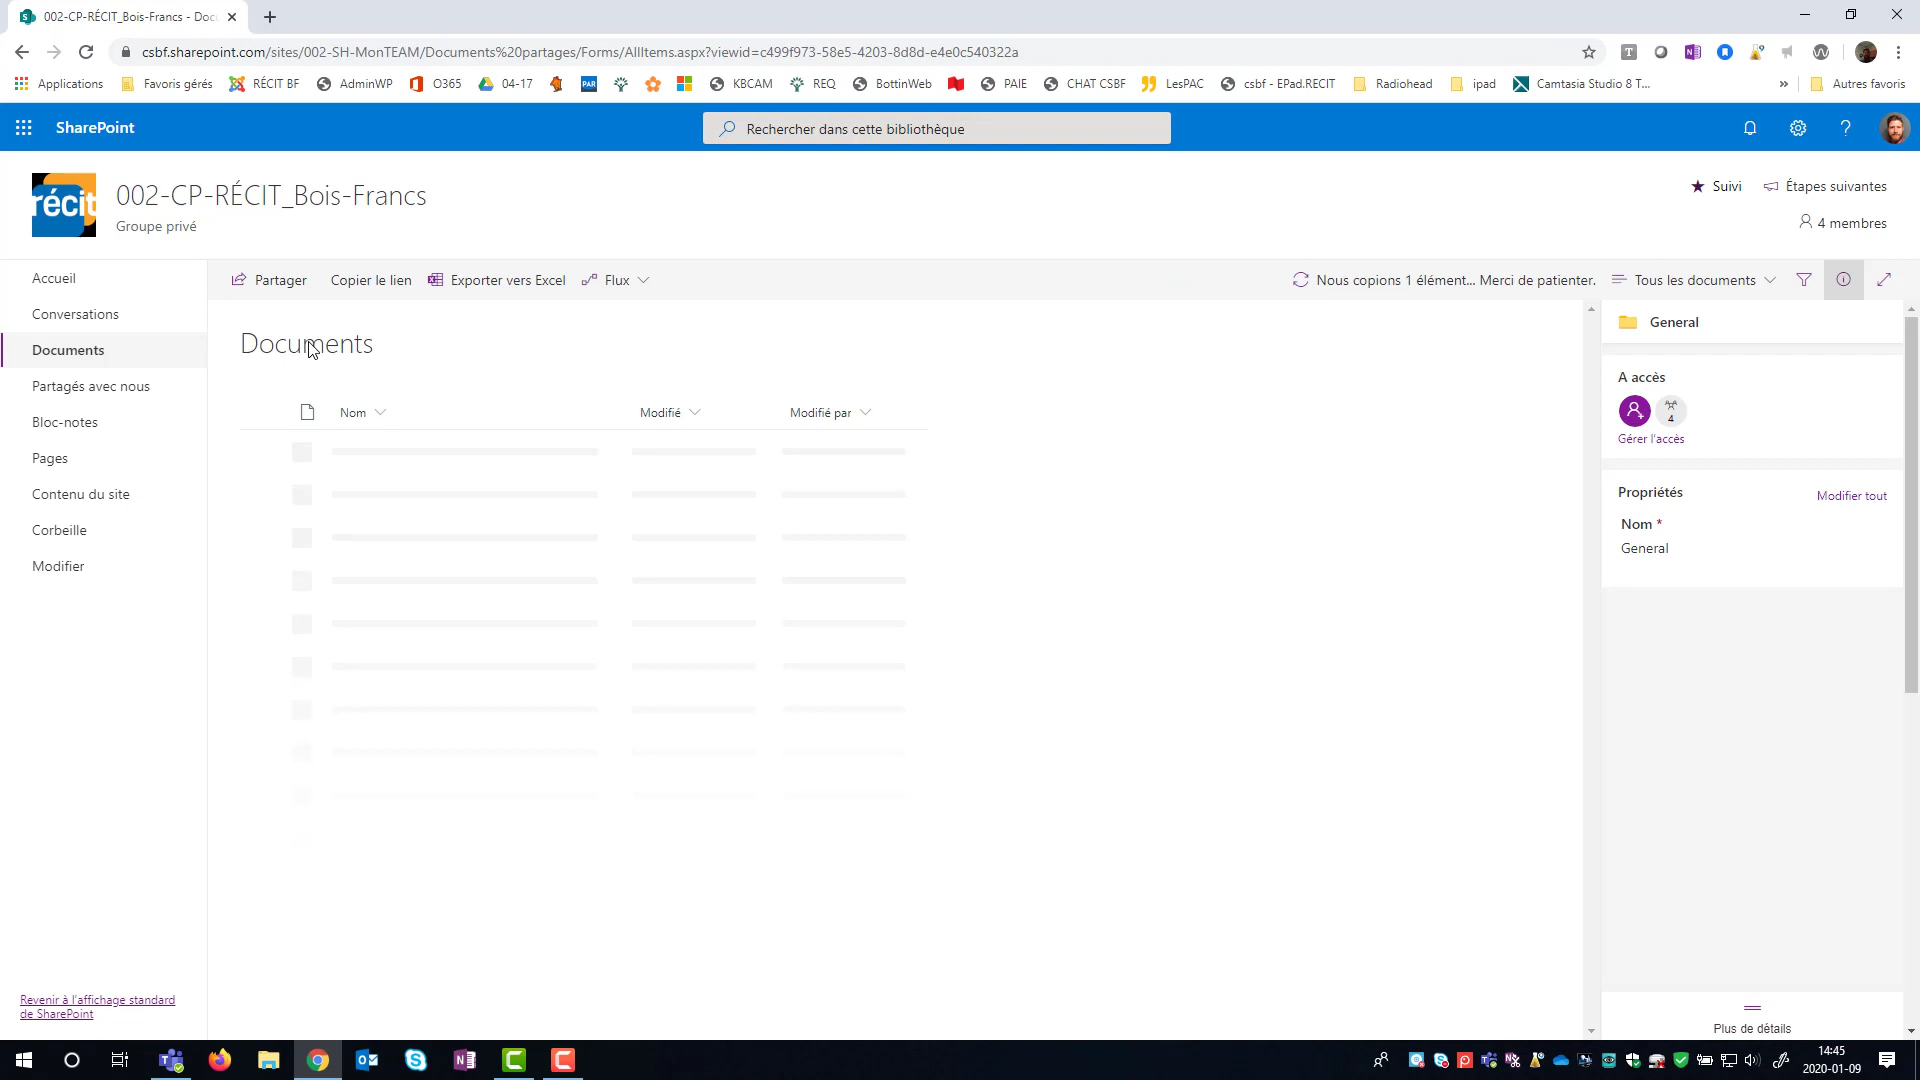 002-CP-RÉCIT_Bois-Francs - Doc
csbf.sharepoint.com/sites/002-SH-MonTEAM/Documents%20partages/Forms/AllItems.aspx?viewid=c499f973-58e5-4203-8d8d-e4e0c540322a
Applications Favoris gérés RÉCIT BF AdminWP O365 04-17 PAR KBCAM REQ BottinWeb PAIE CHAT CSBF LesPAC csbf - EPad.RECIT Radiohead ipad Camtasia Studio 8 T... » Autres favoris
SharePoint
Rechercher dans cette bibliothèque
?
récit
002-CP-RÉCIT_Bois-Francs
Groupe privé
Suivi Étapes suivantes
4 membres
Accueil
Conversations
Documents
Partagés avec nous
Bloc-notes
Pages
Contenu du site
Corbeille
Modifier
Revenir à l'affichage standard
de SharePoint
Partager Copier le lien Exporter vers Excel Flux
Nous copions 1 élément... Merci de patienter. Tous les documents
Documents
Nom Modifié Modifié par
General
A accès
4
Gérer l'accès
Propriétés Modifier tout
Nom *
General
Plus de détails
14:45
2020-01-09